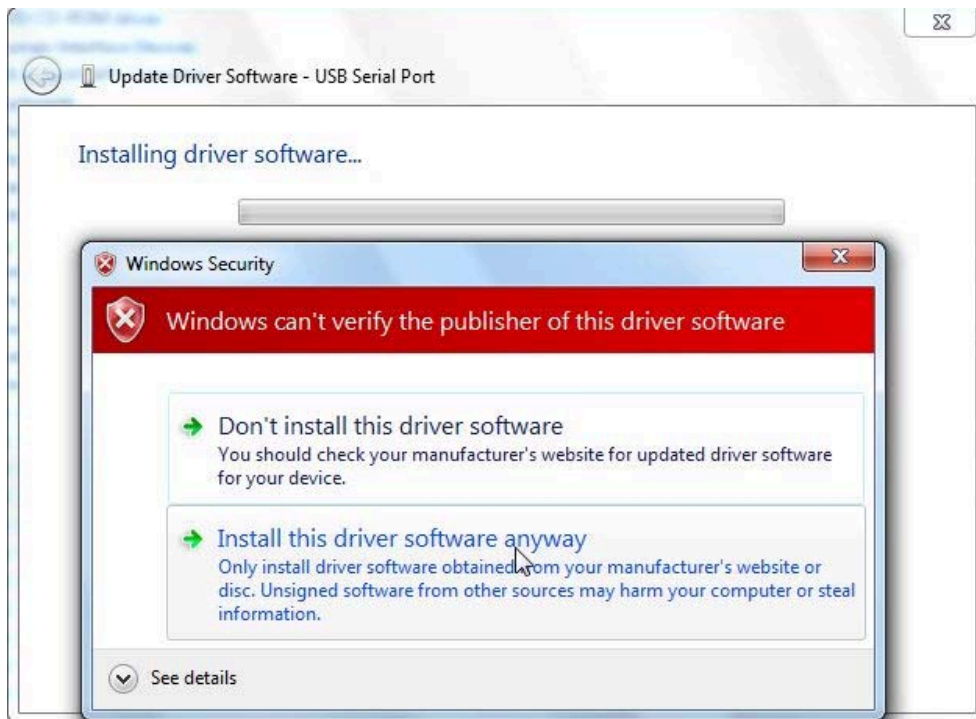 Update Driver Software - USB Serial Port
Installing driver software...
Windows Security
Windows can't verify the publisher of this driver software
Don't install this driver software
You should check your manufacturer's website for updated driver software
for your device.
Install this driver software anyway
Only install driver software obtained from your manufacturer's website or
disc. Unsigned software from other sources may harm your computer or steal
information.
See details